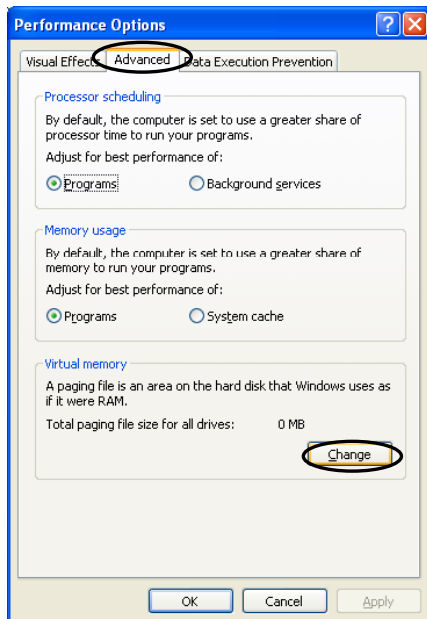 Performance Options
Visual Effects Advanced Data Execution Prevention
Processor scheduling
By default, the computer is set to use a greater share of
processor time to run your programs.
Adjust for best performance of:
Programs Background services
Memory usage
By default, the computer is set to use a greater share of
memory to run your programs.
Adjust for best performance of:
Programs System cache
Virtual memory
A paging file is an area on the hard disk that Windows uses as
if it were RAM.
Total paging file size for all drives: 0 MB
Change
OK Cancel Apply